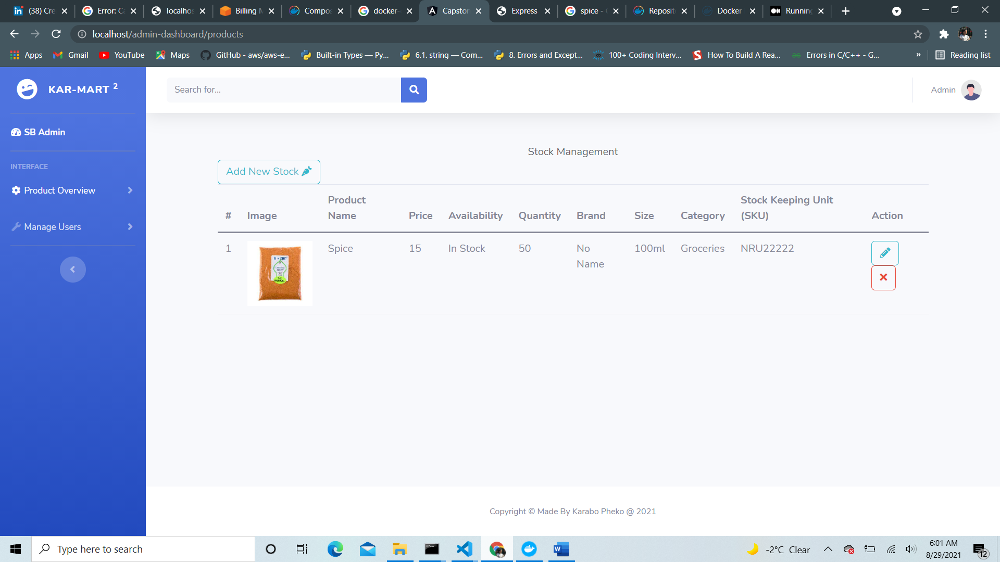 (38) Cre
Error: Ca
localhos
Billing M
Compos
docker-
Capston
Express
spice -
Reposit
Docker
Running
localhost/admin-dashboard/products
Apps
Gmail
YouTube
Maps
GitHub - aws/aws-e...
Built-in Types — Py...
6.1. string — Com...
8. Errors and Except...
100+ Coding Interv...
How To Build A Rea...
Errors in C/C++ - G...
»
Reading list
KAR-MART 2
Search for...
Admin
SB Admin
INTERFACE
Product Overview
Manage Users
Stock Management
Add New Stock
# Image Product Name Price Availability Quantity Brand Size Category Stock Keeping Unit (SKU) Action
1 Spice 15 In Stock 50 No Name 100ml Groceries NRU22222
Copyright © Made By Karabo Pheko @ 2021
Type here to search
-2°C Clear
6:01 AM
8/29/2021
12